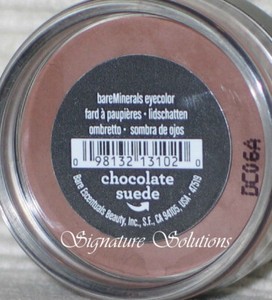 bareMinerals eyecolor
fard à paupières • lidschatten
ombretto • sombra de ojos
0 98132 13102 0
chocolate
suede
Bare Escentuals Beauty, Inc., S.F., CA 94105, USA • 47519
DC06A
Signature Solutions